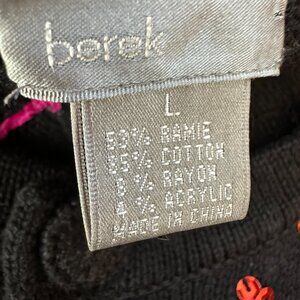 berek
L
53% RAMIE
35% COTTON
8% RAYON
4% ACRYLIC
MADE IN CHINA